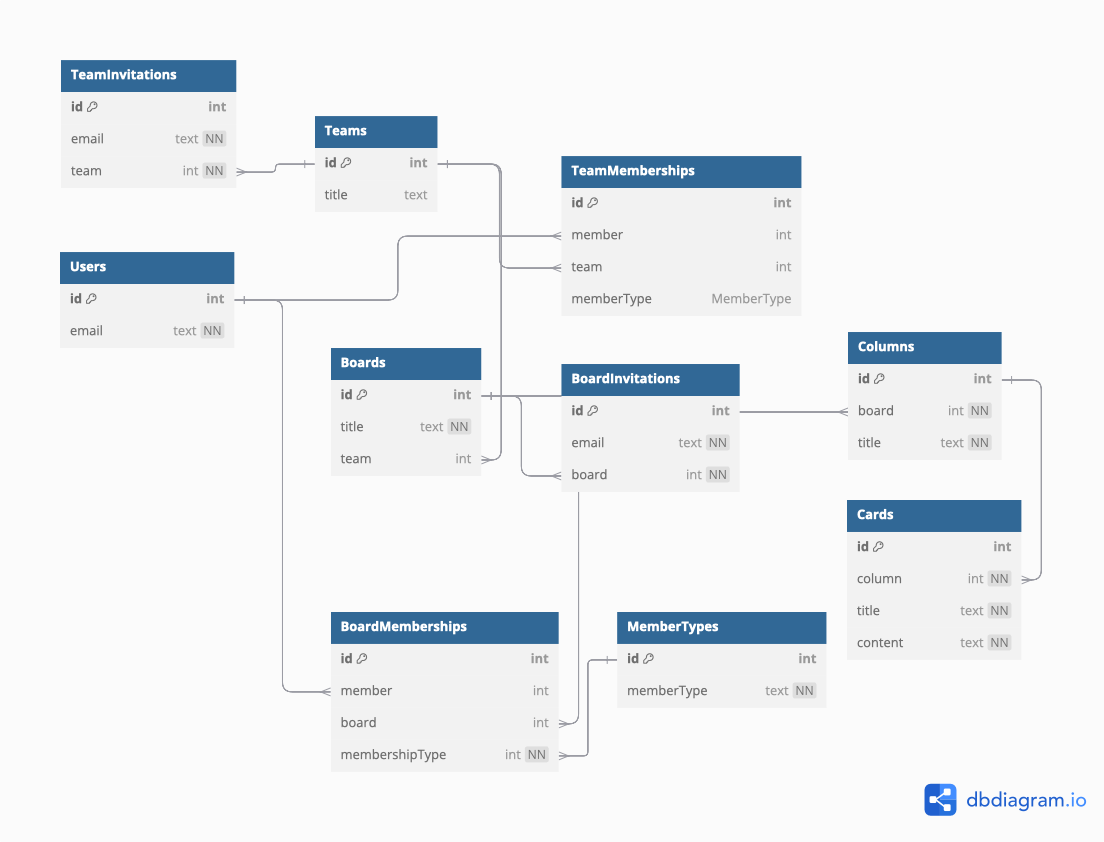 TeamInvitations
id int
email text NN
team int NN
Teams
id int
title text
TeamMemberships
id int
member int
team int
memberType MemberType
Users
id int
email text NN
Boards
id int
title text NN
team int
BoardInvitations
id int
email text NN
board int NN
Columns
id int
board int NN
title text NN
Cards
id int
column int NN
title text NN
content text NN
BoardMemberships
id int
member int
board int
membershipType int NN
MemberTypes
id int
memberType text NN
dbdiagram.io